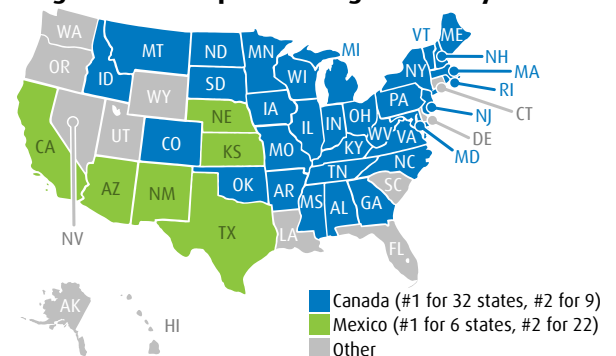 WA
VT
ME
MT
ND
MN
MI
NH
OR
ID
SD
WI
NY
MA
RI
WY
IA
PA
CT
NE
IL
IN
OH
NJ
UT
CO
DE
CA
KS
MO
KY
WV
VA
MD
AZ
NM
OK
AR
TN
NC
SC
MS
AL
GA
NV
TX
LA
FL
AK
HI
Canada (#1 for 32 states, #2 for 9)
Mexico (#1 for 6 states, #2 for 22)
Other